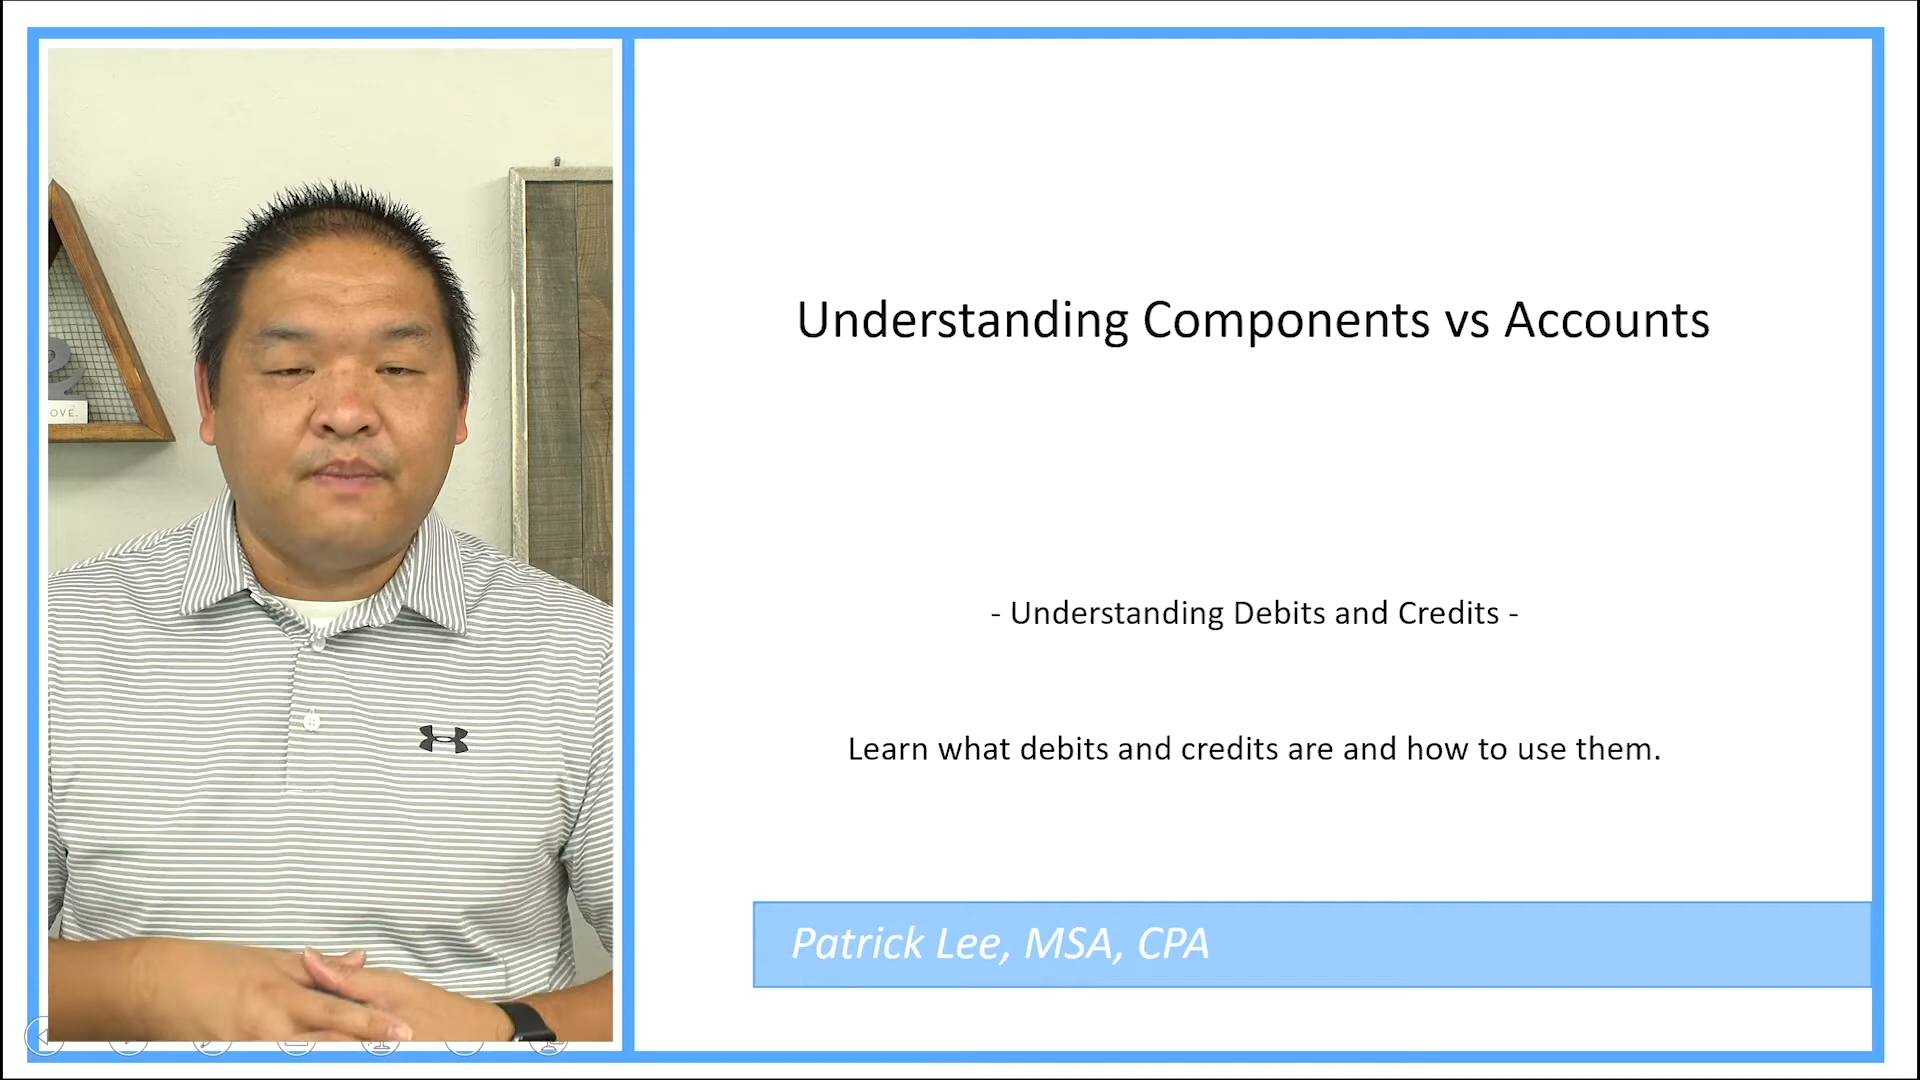 OVE.
Understanding Components vs Accounts
- Understanding Debits and Credits -
Learn what debits and credits are and how to use them.
Patrick Lee, MSA, CPA